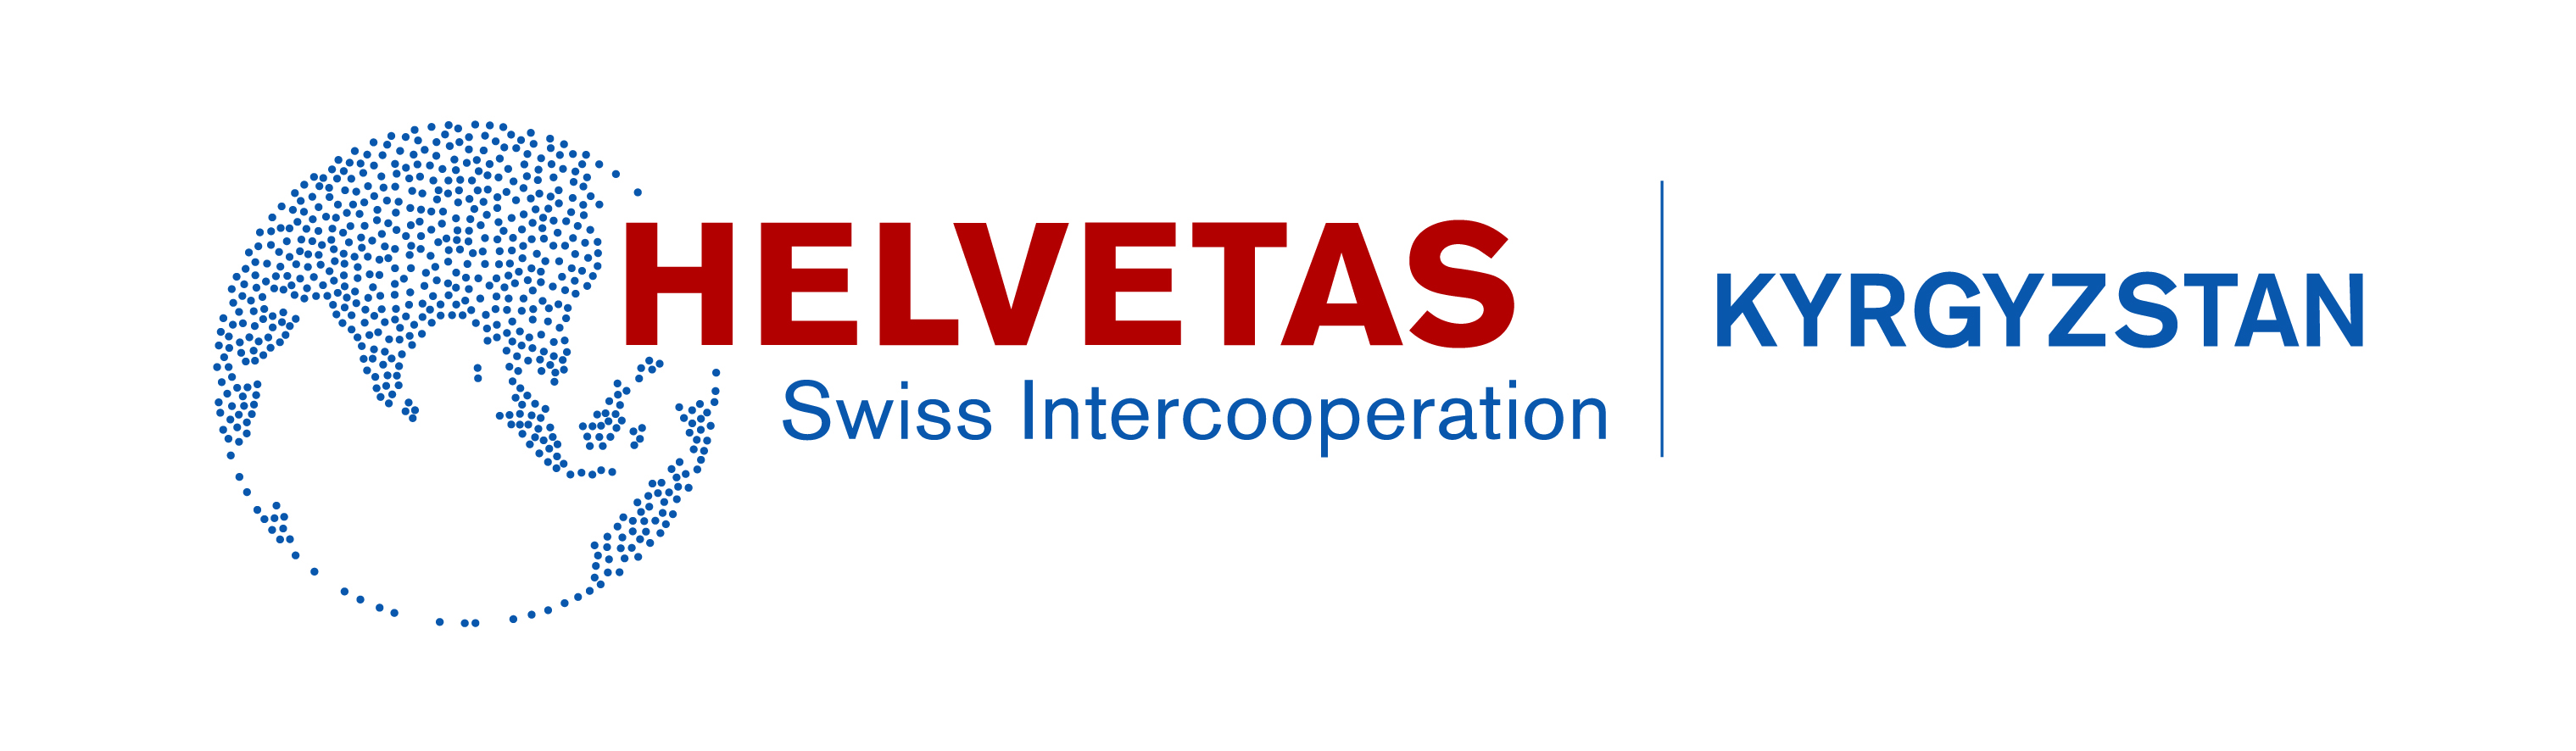 HELVETAS
Swiss Intercooperation
KYRGYZSTAN